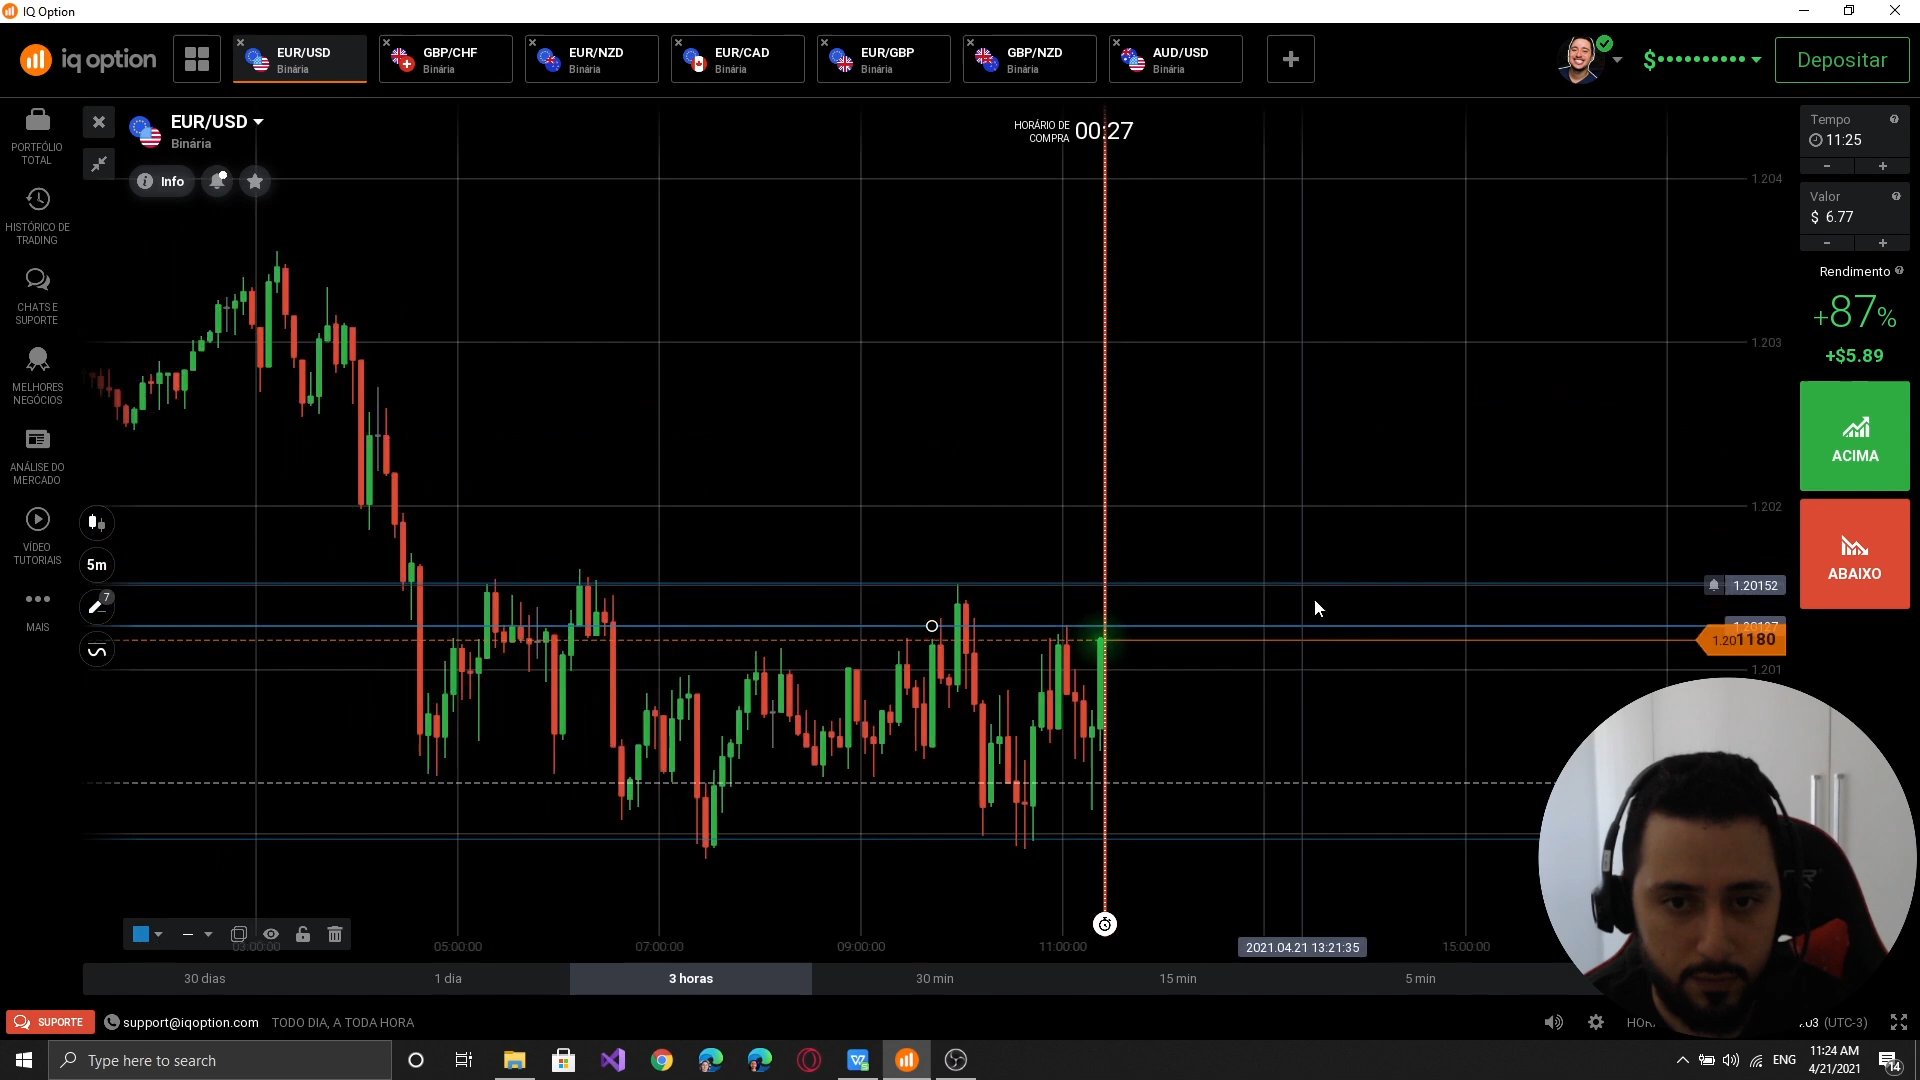 IQ Option
iq option
EUR/USD
Binária
GBP/CHF
Binária
EUR/NZD
Binária
EUR/CAD
Binária
EUR/GBP
Binária
GBP/NZD
Binária
AUD/USD
Binária
$
Depositar
PORTFÓLIO
TOTAL
HISTÓRICO DE
TRADING
CHATS E
SUPORTE
MELHORES
NEGÓCIOS
ANÁLISE DO
MERCADO
VÍDEO
TUTORIAIS
MAIS
EUR/USD
Binária
Info
5m
7
HORÁRIO DE
COMPRA
00:27
1.204
1.203
1.202
1.20152
1.201180
1.201
Tempo
11:25
- +
Valor
$ 6.77
- +
Rendimento
+87%
+$5.89
ACIMA
ABAIXO
03:00:00
05:00:00
07:00:00
09:00:00
11:00:00
2021.04.21 13:21:35
15:00:00
30 dias
1 dia
3 horas
30 min
15 min
5 min
SUPORTE
support@iqoption.com
TODO DIA, A TODA HORA
(UTC-3)
Type here to search
ENG
11:24 AM
4/21/2021
14